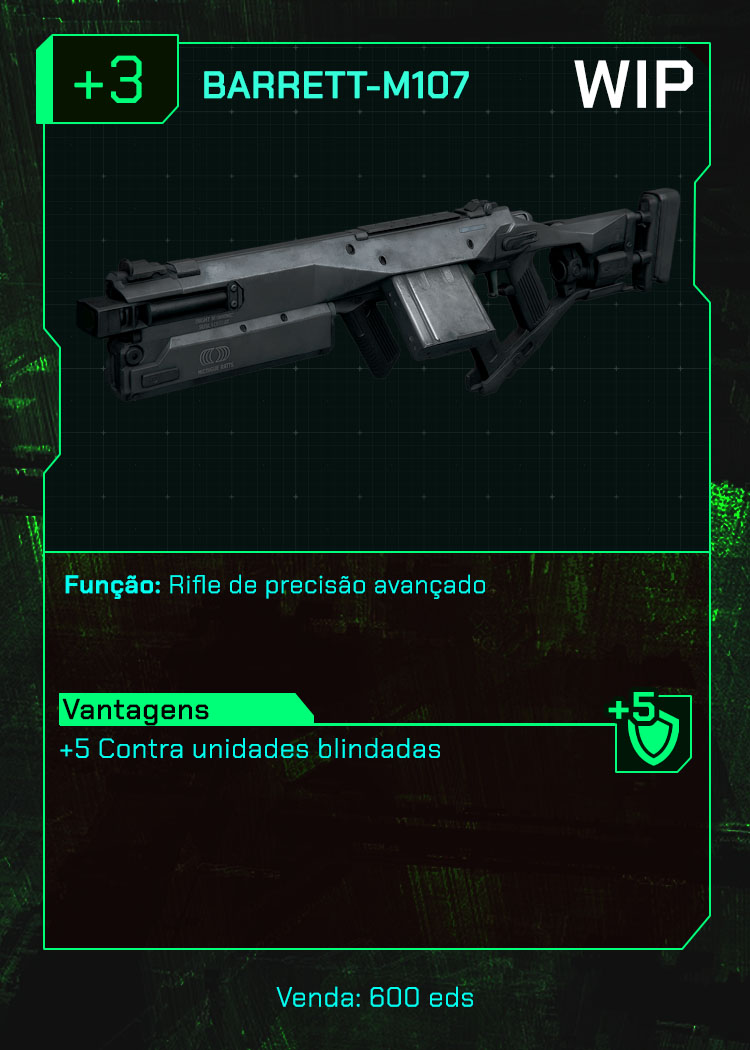 +3
BARRETT-M107
WIP
Função: Rifle de precisão avançado
Vantagens
+5
+5 Contra unidades blindadas
Venda: 600 eds